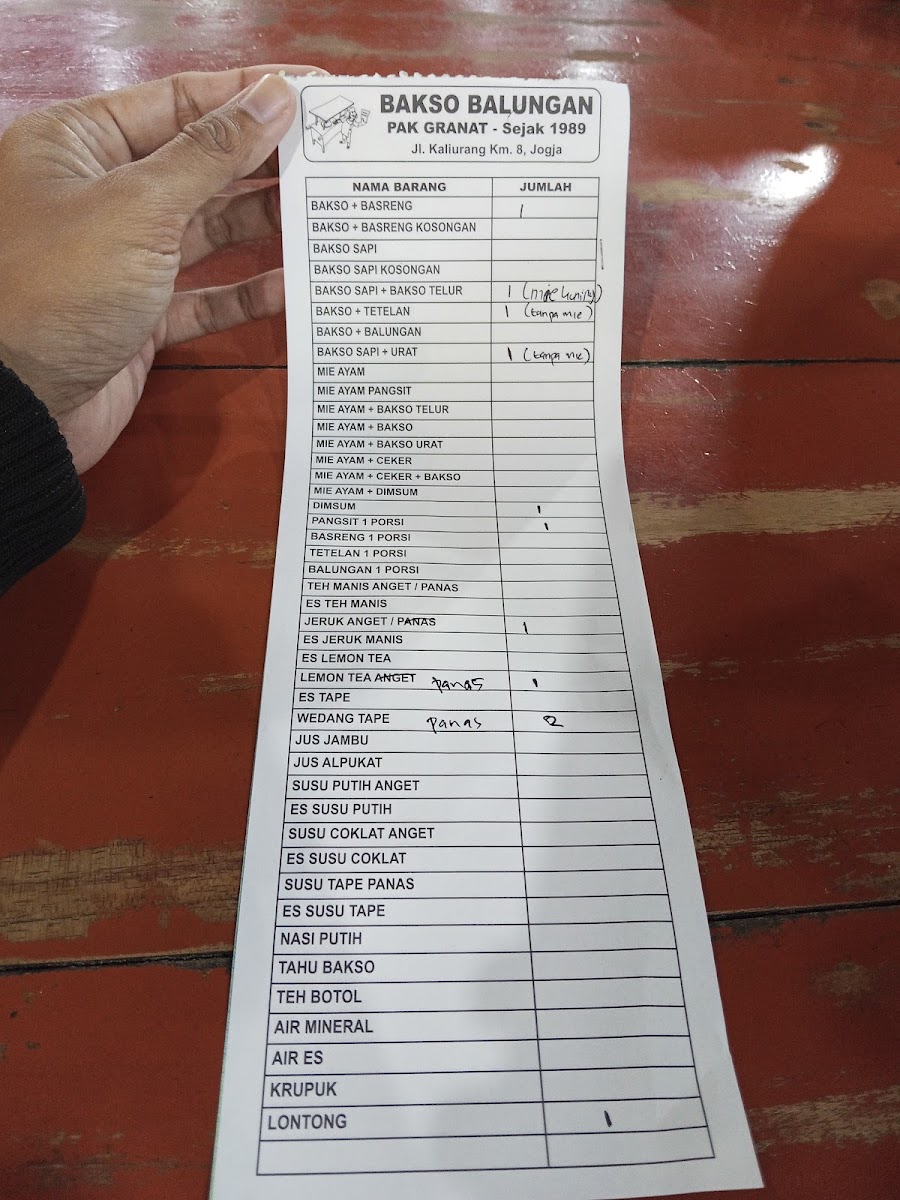 BAKSO BALUNGAN
PAK GRANAT - Sejak 1989
Jl. Kaliurang Km. 8, Jogja
NAMA BARANG JUMLAH
BAKSO + BASRENG 1
BAKSO + BASRENG KOSONGAN
BAKSO SAPI
BAKSO SAPI KOSONGAN
BAKSO SAPI + BAKSO TELUR 1 (mie kuning)
BAKSO + TETELAN 1 (tanpa mie)
BAKSO + BALUNGAN
BAKSO SAPI + URAT 1 (tanpa mie)
MIE AYAM
MIE AYAM PANGSIT
MIE AYAM + BAKSO TELUR
MIE AYAM + BAKSO
MIE AYAM + BAKSO URAT
MIE AYAM + CEKER
MIE AYAM + CEKER + BAKSO
MIE AYAM + DIMSUM
DIMSUM 1
PANGSIT 1 PORSI 1
BASRENG 1 PORSI
TETELAN 1 PORSI
BALUNGAN 1 PORSI
TEH MANIS ANGET / PANAS
ES TEH MANIS
JERUK ANGET / PANAS 1
ES JERUK MANIS
ES LEMON TEA
LEMON TEA ANGET panas 1
ES TAPE
WEDANG TAPE panas 2
JUS JAMBU
JUS ALPUKAT
SUSU PUTIH ANGET
ES SUSU PUTIH
SUSU COKLAT ANGET
ES SUSU COKLAT
SUSU TAPE PANAS
ES SUSU TAPE
NASI PUTIH
TAHU BAKSO
TEH BOTOL
AIR MINERAL
AIR ES
KRUPUK
LONTONG 1